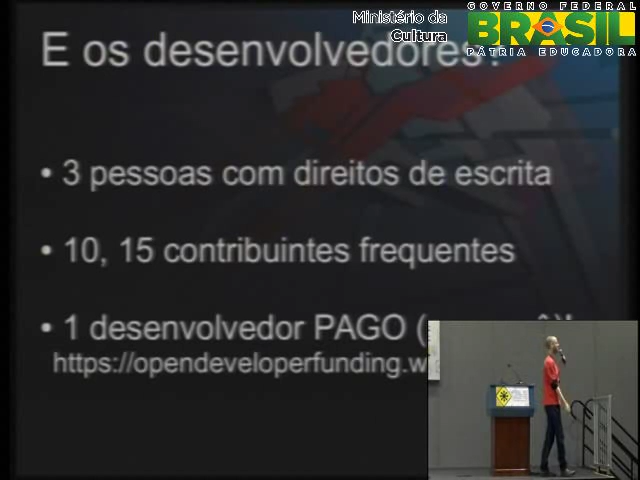 Ministério da
Cultura
GOVERNO FEDERAL
BRASIL
PÁTRIA EDUCADORA
E os desenvolvedores?
• 3 pessoas com direitos de escrita
• 10, 15 contribuintes frequentes
• 1 desenvolvedor PAGO (
https://opendeveloperfunding.w